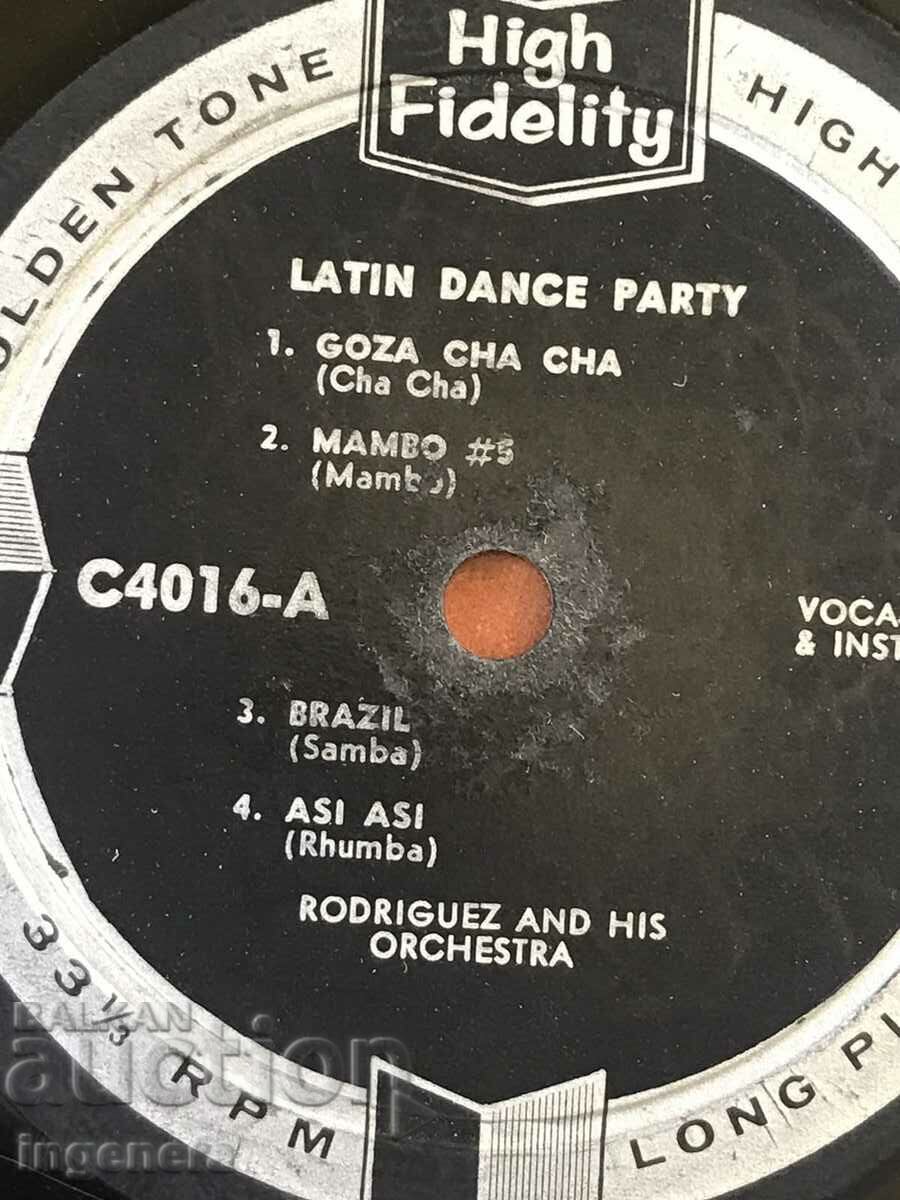 High
Fidelity
OLDEN TONE
HIGH
LATIN DANCE PARTY
1. GOZA CHA CHA
(Cha Cha)
2. MAMBO #5
(Mambo)
C4016-A
VOCA
& INST
3. BRAZIL
(Samba)
4. ASI ASI
(Rhumba)
RODRIGUEZ AND HIS
ORCHESTRA
33 1/3 RPM
LONG PL
BALKAN
auction
ingenera